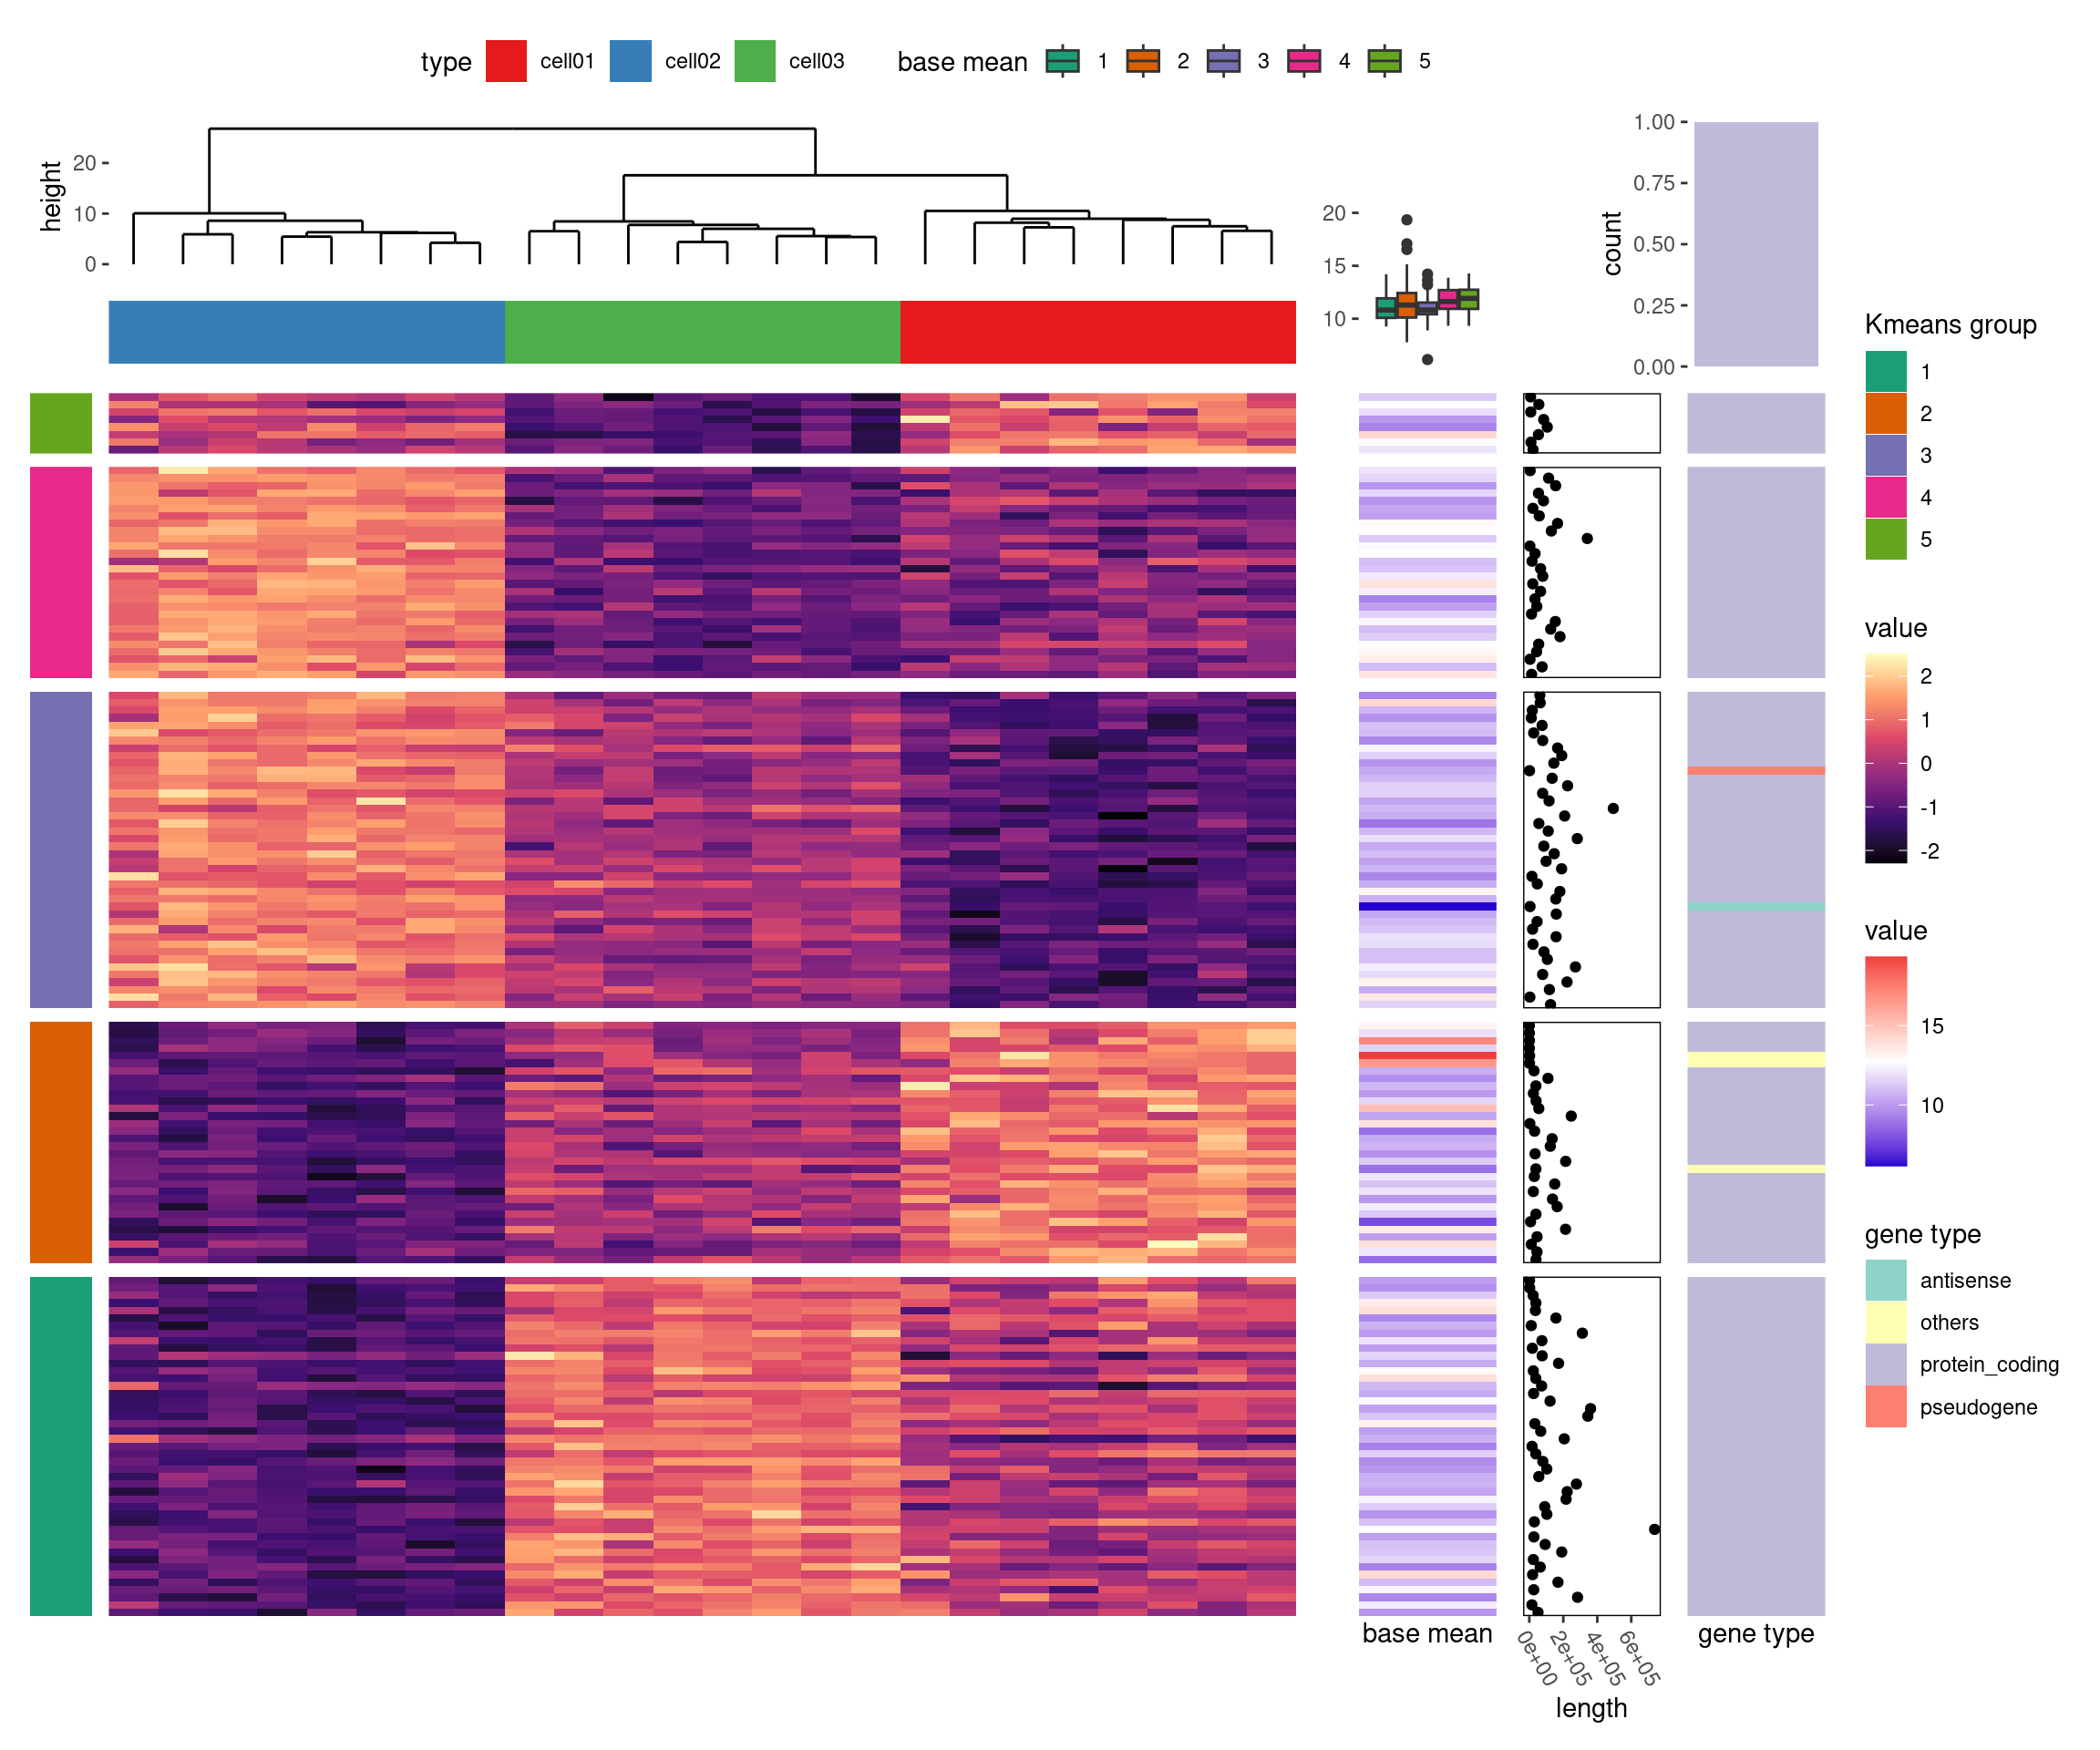 type cell01 cell02 cell03 base mean 1 2 3 4 5
height
20
10
0
20
15
10
count
1.00
0.75
0.50
0.25
0.00
Kmeans group
1
2
3
4
5
value
2
1
0
-1
-2
value
15
10
gene type
antisense
others
protein_coding
pseudogene
base mean
0e+00 2e+05 4e+05 6e+05
length
gene type